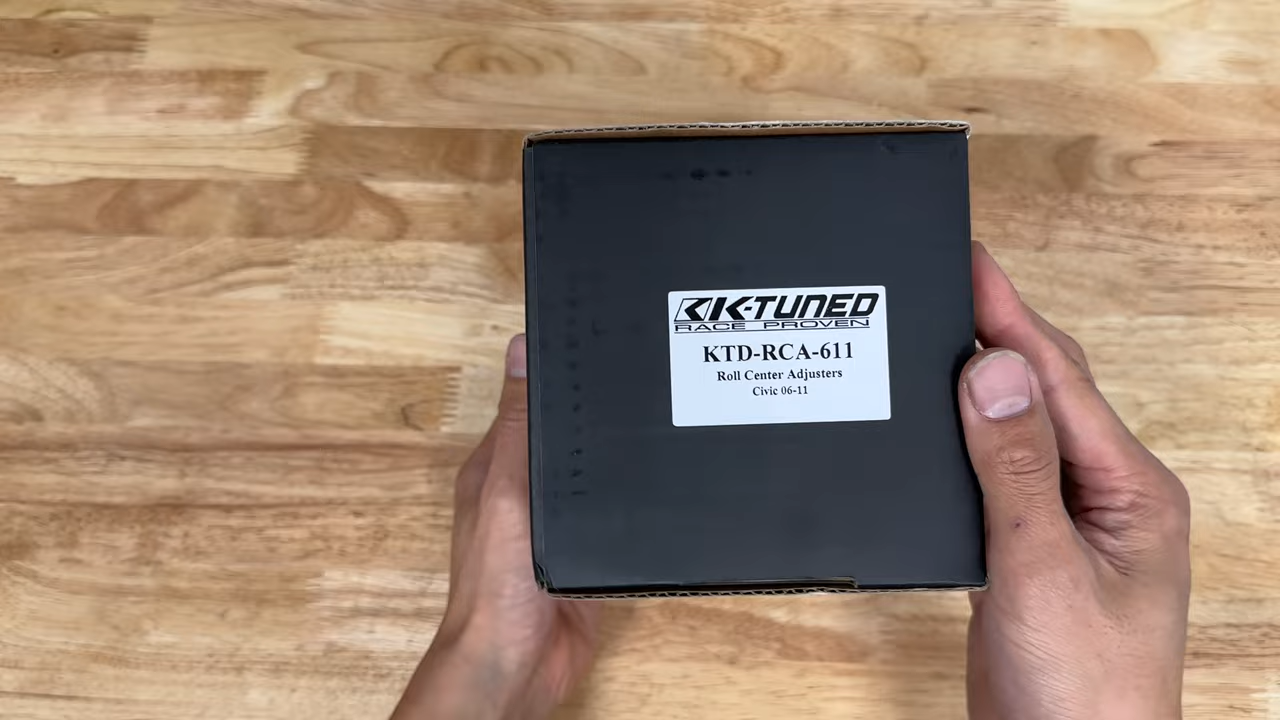 K-TUNED
RACE PROVEN
KTD-RCA-611
Roll Center Adjusters
Civic 06-11